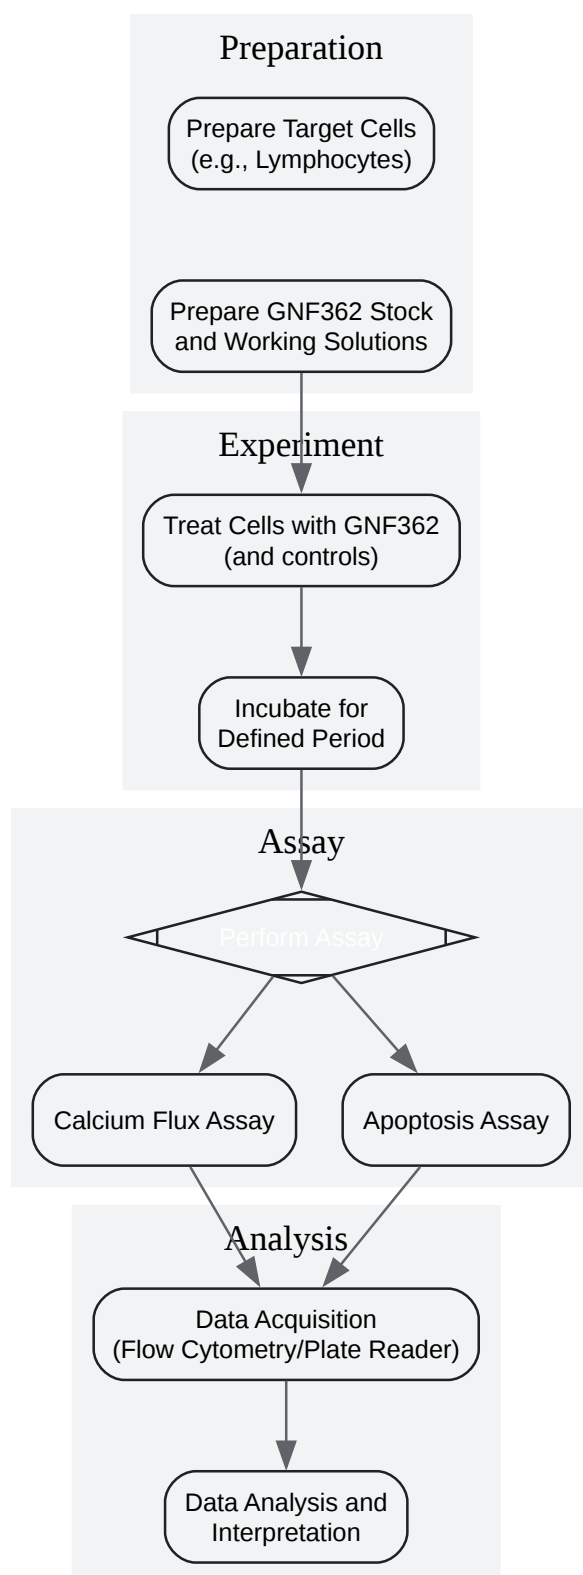 Preparation
Prepare Target Cells
(e.g., Lymphocytes)
Prepare GNF362 Stock
and Working Solutions
Experiment
Treat Cells with GNF362
(and controls)
Incubate for
Defined Period
Assay
Perform Assay
Calcium Flux Assay
Apoptosis Assay
Analysis
Data Acquisition
(Flow Cytometry/Plate Reader)
Data Analysis and
Interpretation